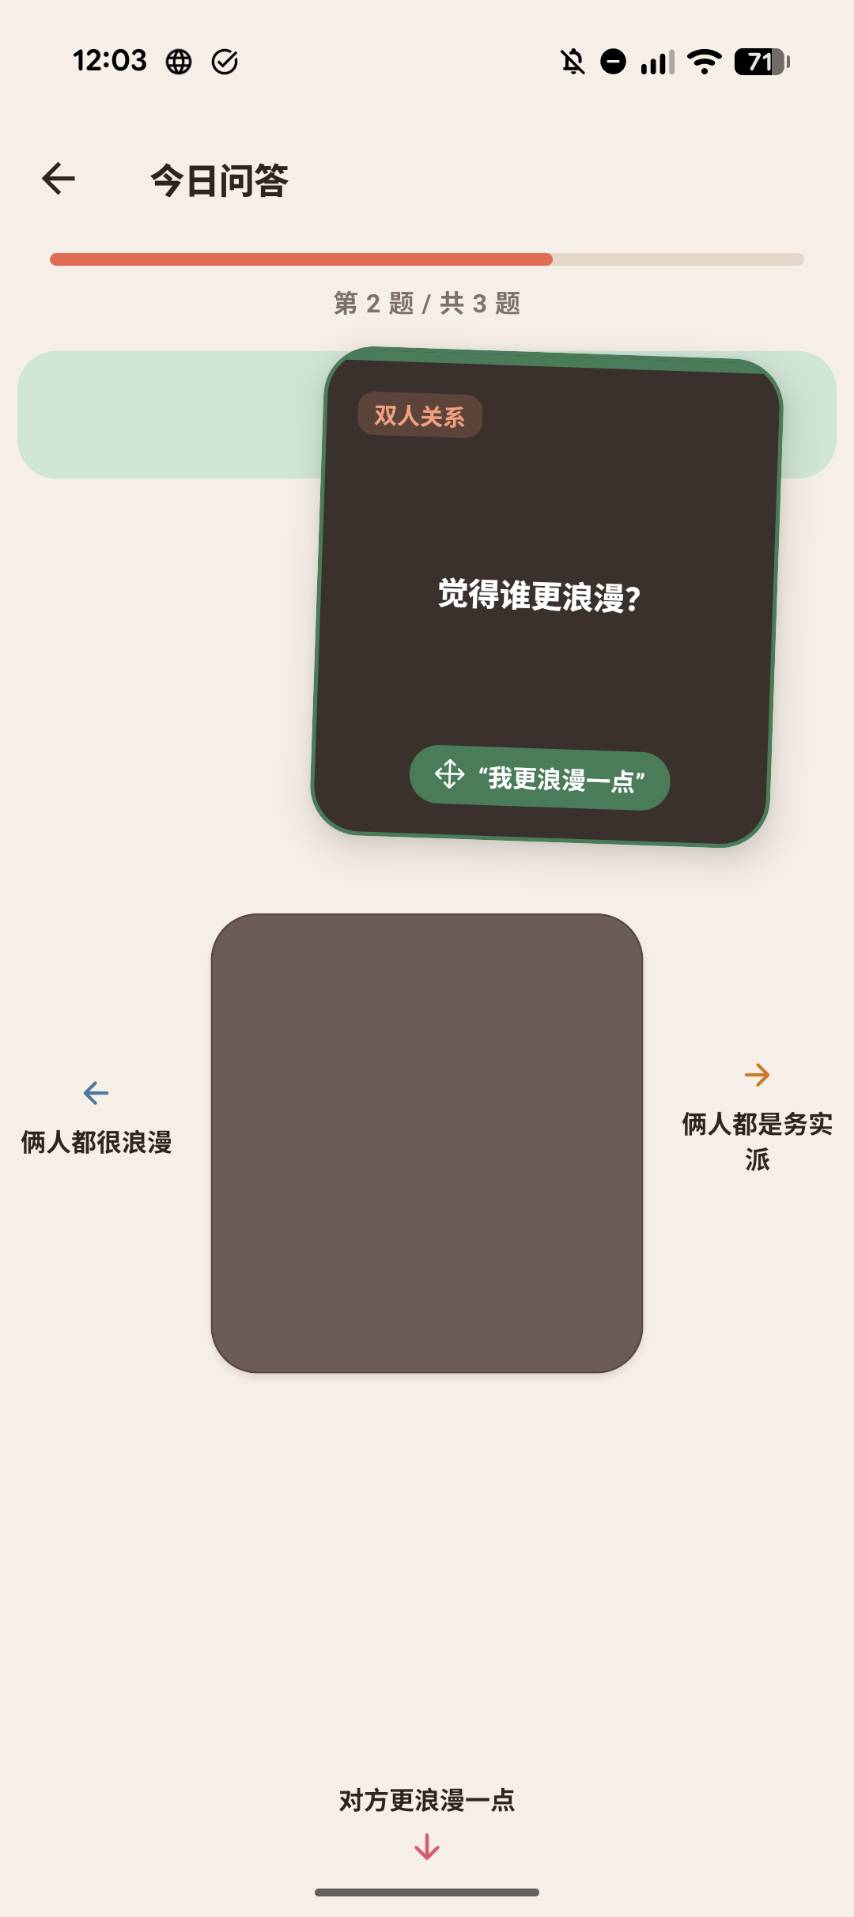 12:03
71
今日问答
第 2 题 / 共 3 题
双人关系
觉得谁更浪漫？
“我更浪漫一点”
俩人都很浪漫
俩人都是务实
派
对方更浪漫一点